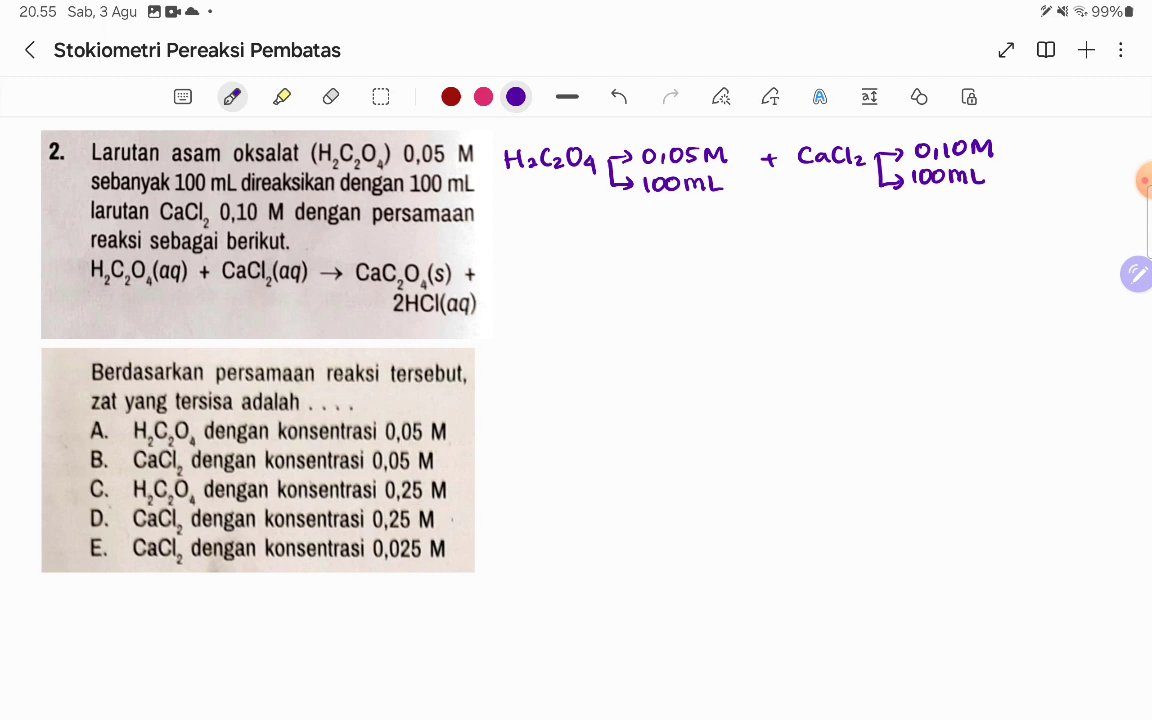 20.55 Sab, 3 Agu
99%
Stokiometri Pereaksi Pembatas
2. Larutan asam oksalat (H₂C₂O₄) 0,05 M
sebanyak 100 mL direaksikan dengan 100 mL
larutan CaCl₂ 0,10 M dengan persamaan
reaksi sebagai berikut.
H₂C₂O₄(aq) + CaCl₂(aq) → CaC₂O₄(s) +
2HCl(aq)
H₂C₂O₄ → 0,05M + CaCl₂ → 0,10M
↳ 100mL ↳ 100mL
Berdasarkan persamaan reaksi tersebut,
zat yang tersisa adalah . . . .
A. H₂C₂O₄ dengan konsentrasi 0,05 M
B. CaCl₂ dengan konsentrasi 0,05 M
C. H₂C₂O₄ dengan konsentrasi 0,25 M
D. CaCl₂ dengan konsentrasi 0,25 M
E. CaCl₂ dengan konsentrasi 0,025 M